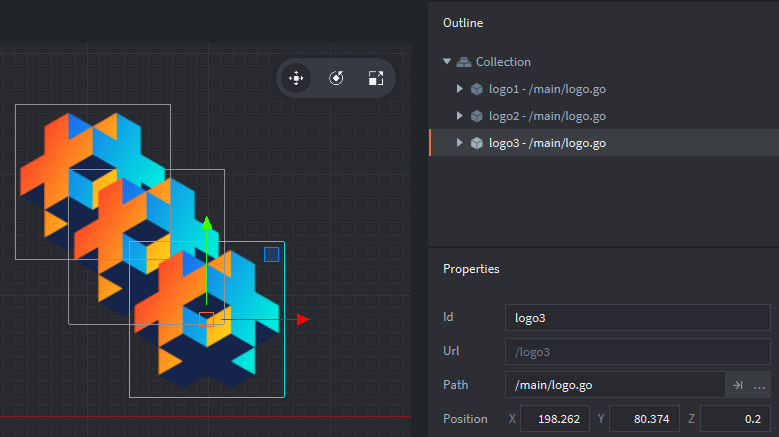 Outline
Collection
logo1 - /main/logo.go
logo2 - /main/logo.go
logo3 - /main/logo.go
Properties
Id logo3
Url /logo3
Path /main/logo.go ...
Position X 198.262 Y 80.374 Z 0.2